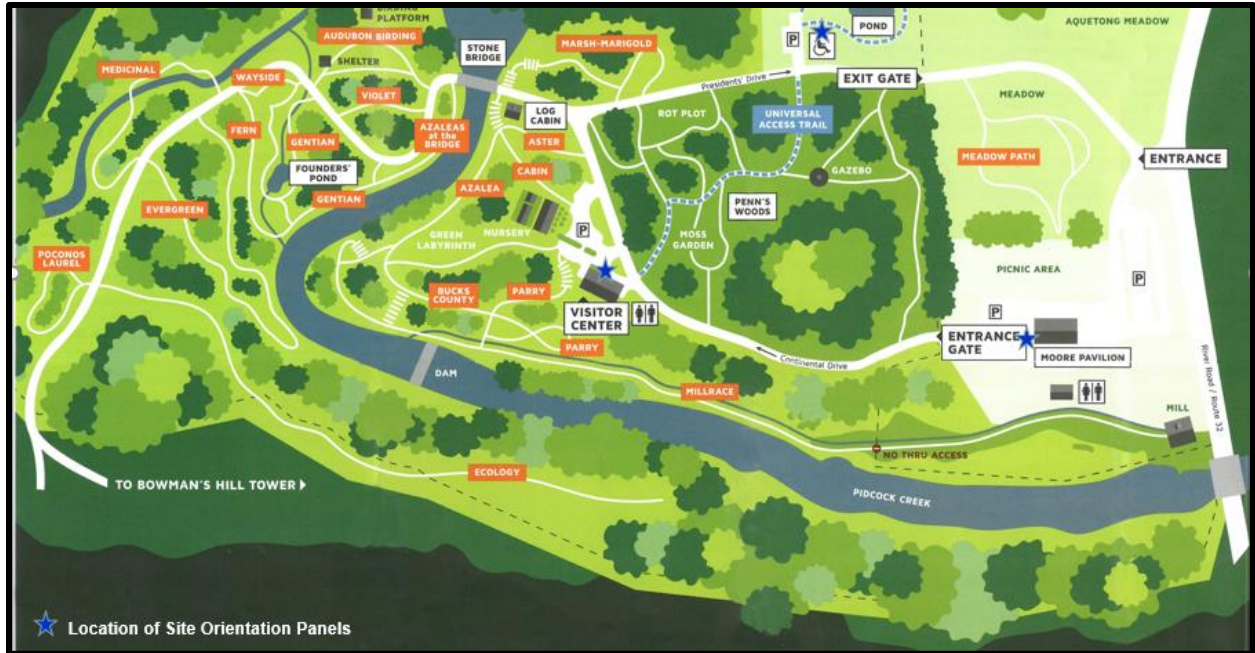 BIRDING
PLATFORM
AUDUBON BIRDING
SHELTER
MEDICINAL
WAYSIDE
VIOLET
STONE
BRIDGE
MARSH-MARIGOLD
P
POND
AQUETONG MEADOW
Presidents' Drive
EXIT GATE
LOG
CABIN
ROT PLOT
UNIVERSAL
ACCESS TRAIL
MEADOW
FERN
GENTIAN
AZALEAS
at the
BRIDGE
ASTER
MEADOW PATH
ENTRANCE
FOUNDERS'
POND
CABIN
GAZEBO
AZALEA
GENTIAN
EVERGREEN
PENN'S
WOODS
NURSERY
P
GREEN
LABYRINTH
MOSS
GARDEN
POCONOS
LAUREL
PICNIC AREA
P
BUCKS
COUNTY
PARRY
VISITOR
CENTER
P
ENTRANCE
GATE
PARRY
MOORE PAVILION
Continental Drive
River Road / Route 32
DAM
MILLRACE
MILL
NO THRU ACCESS
ECOLOGY
TO BOWMAN'S HILL TOWER
PIDCOCK CREEK
Location of Site Orientation Panels